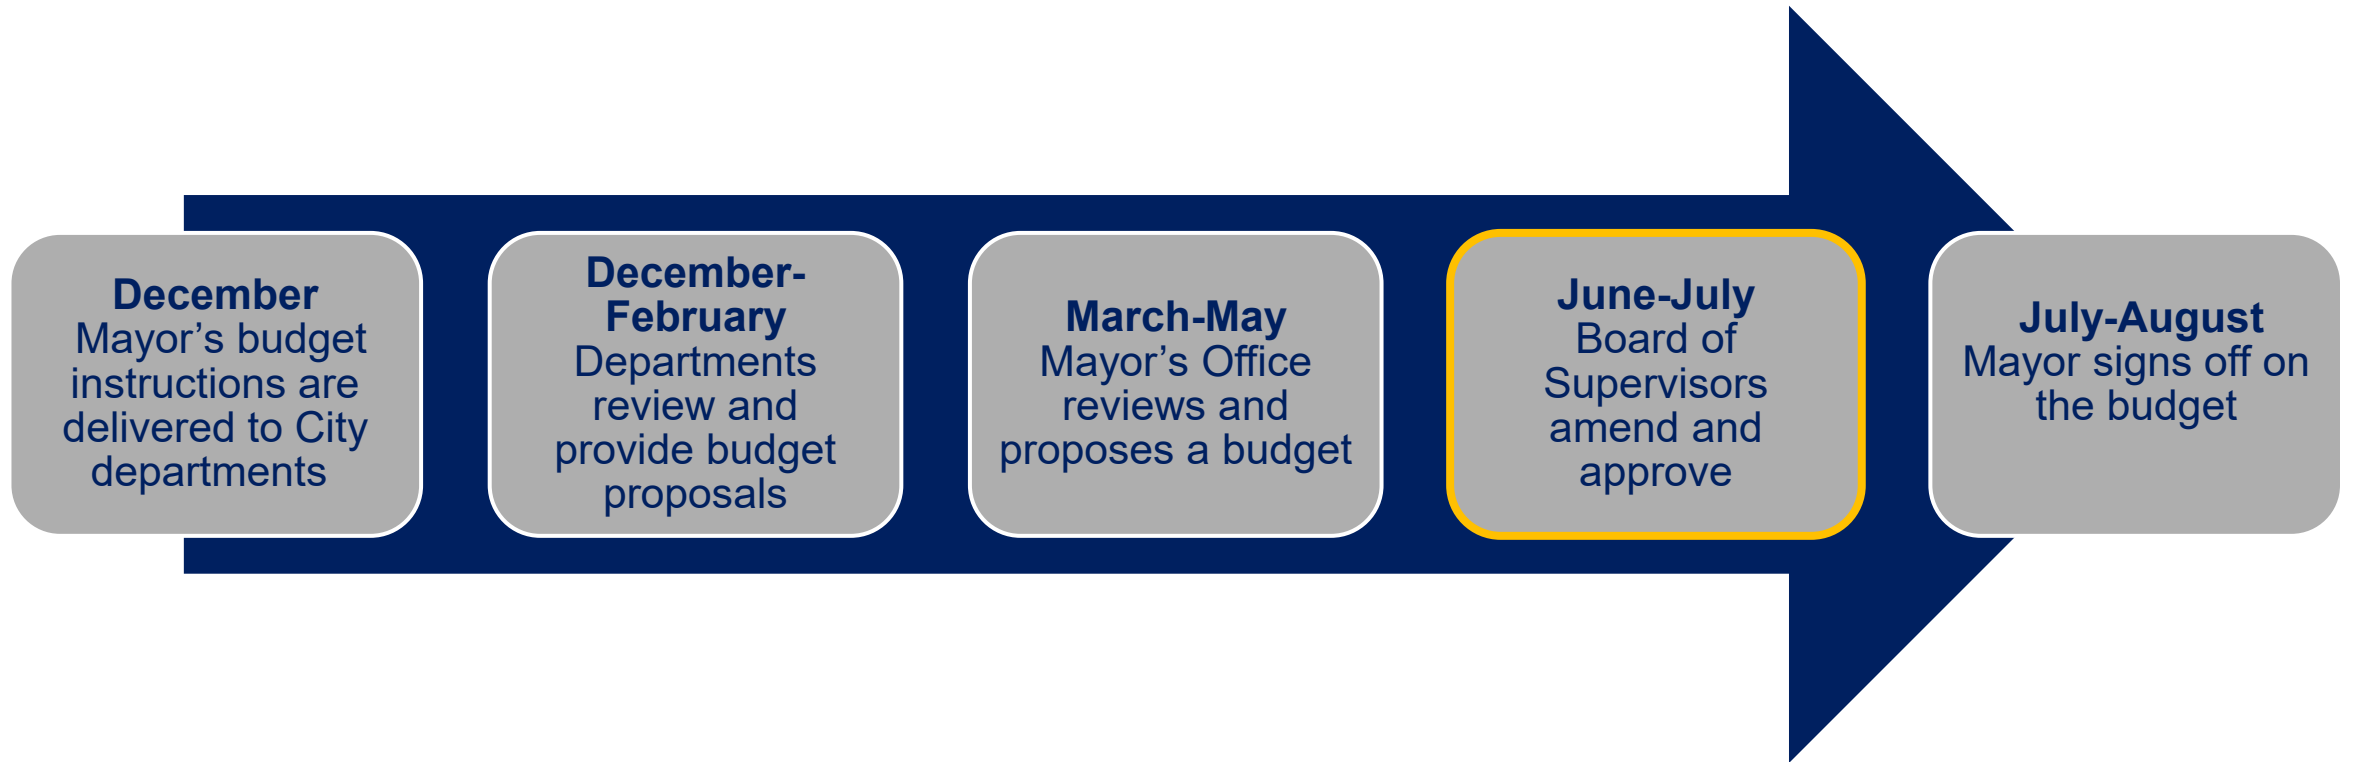 December
Mayor’s budget
instructions are
delivered to City
departments
December-
February
Departments
review and
provide budget
proposals
March-May
Mayor’s Office
reviews and
proposes a budget
June-July
Board of
Supervisors
amend and
approve
July-August
Mayor signs off on
the budget